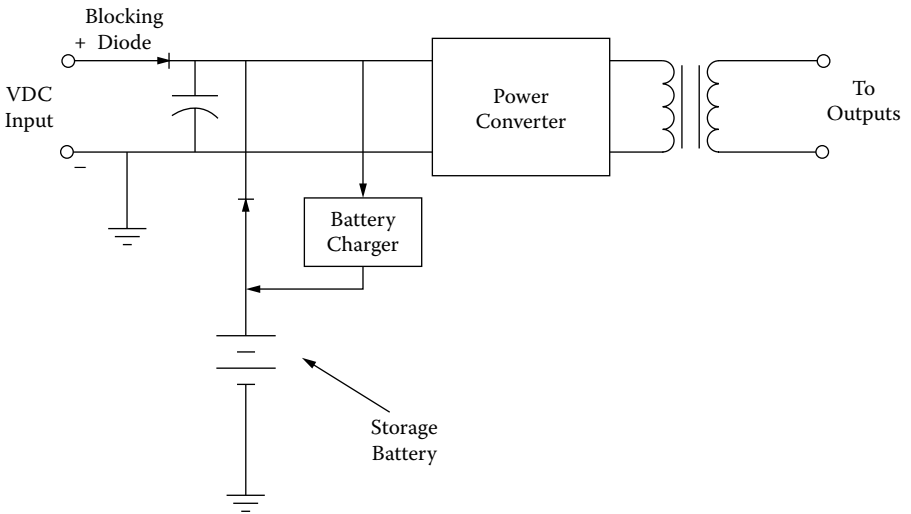 Blocking
+ Diode
VDC
Input
–
Power
Converter
To
Outputs
Battery
Charger
Storage
Battery